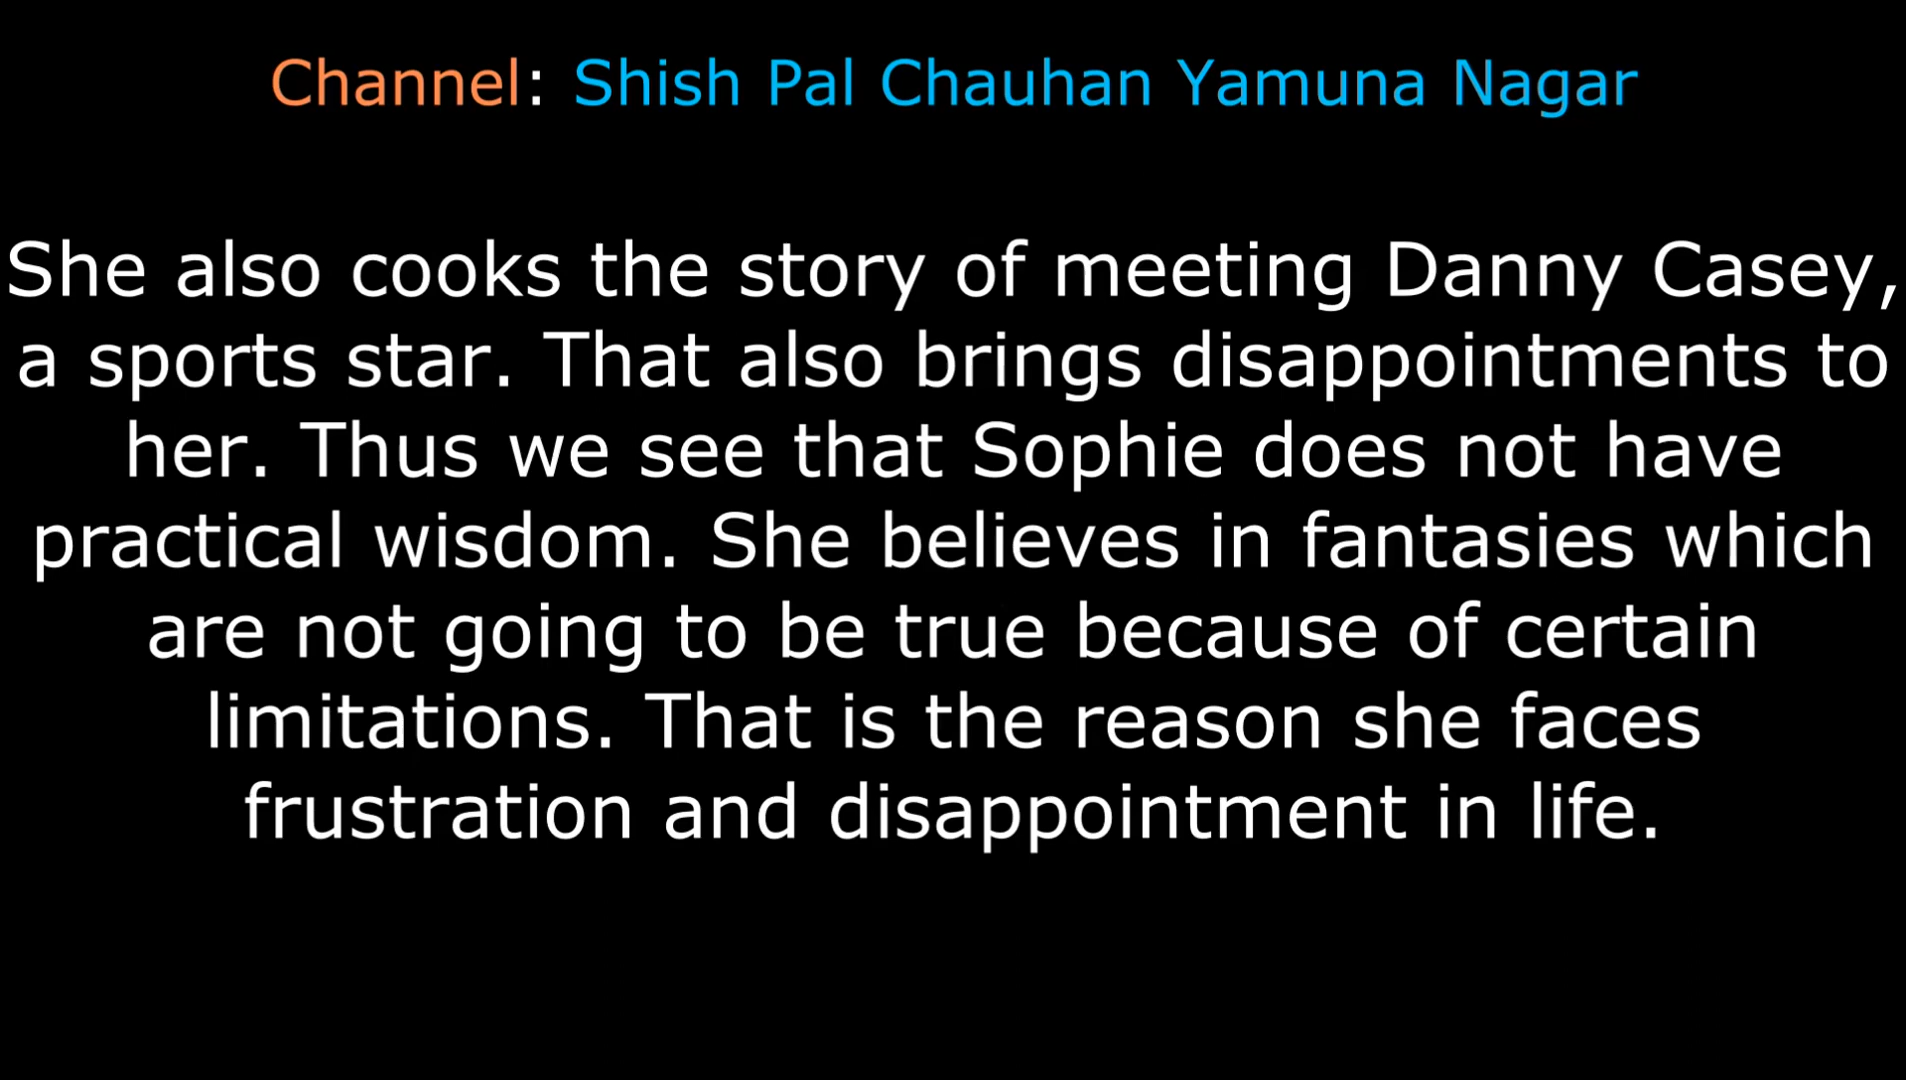 Channel: Shish Pal Chauhan Yamuna Nagar
She also cooks the story of meeting Danny Casey,
a sports star. That also brings disappointments to
her. Thus we see that Sophie does not have
practical wisdom. She believes in fantasies which
are not going to be true because of certain
limitations. That is the reason she faces
frustration and disappointment in life.